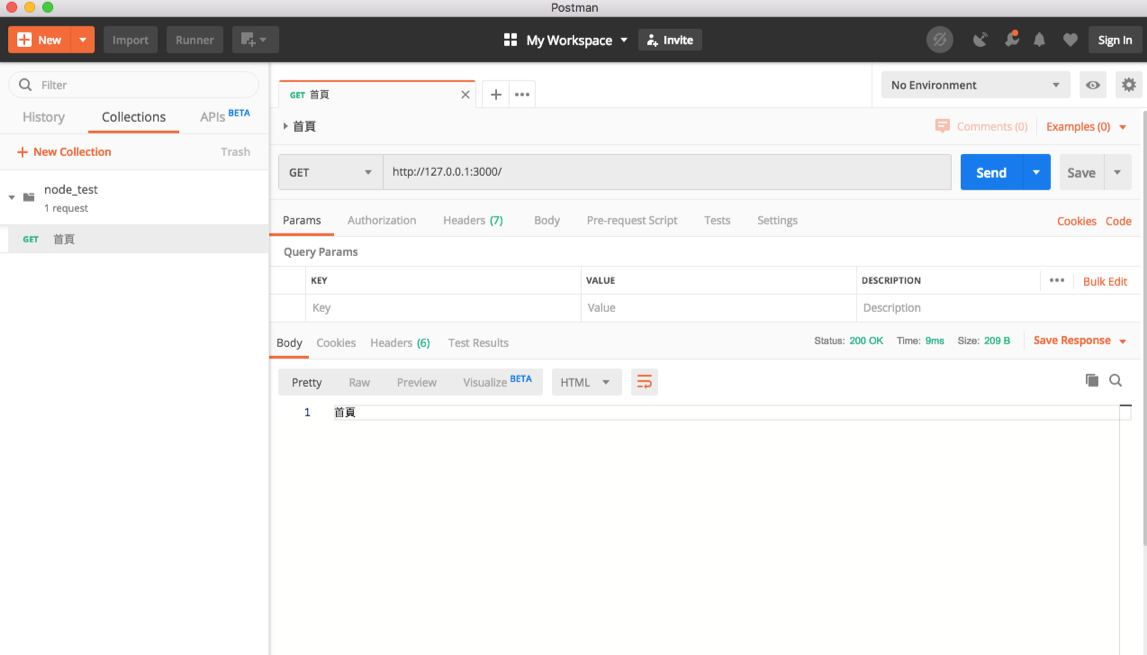 Postman
New
Import
Runner
My Workspace
Invite
Sign In
Filter
History
Collections
APIs BETA
New Collection
Trash
node_test
1 request
GET 首頁
GET 首頁
No Environment
首頁
Comments (0)
Examples (0)
GET
http://127.0.0.1:3000/
Send
Save
Params Authorization Headers (7) Body Pre-request Script Tests Settings Cookies Code
Query Params
KEY VALUE DESCRIPTION Bulk Edit
Key Value Description
Body Cookies Headers (6) Test Results Status: 200 OK Time: 9ms Size: 209 B Save Response
Pretty Raw Preview Visualize BETA HTML
1 首頁